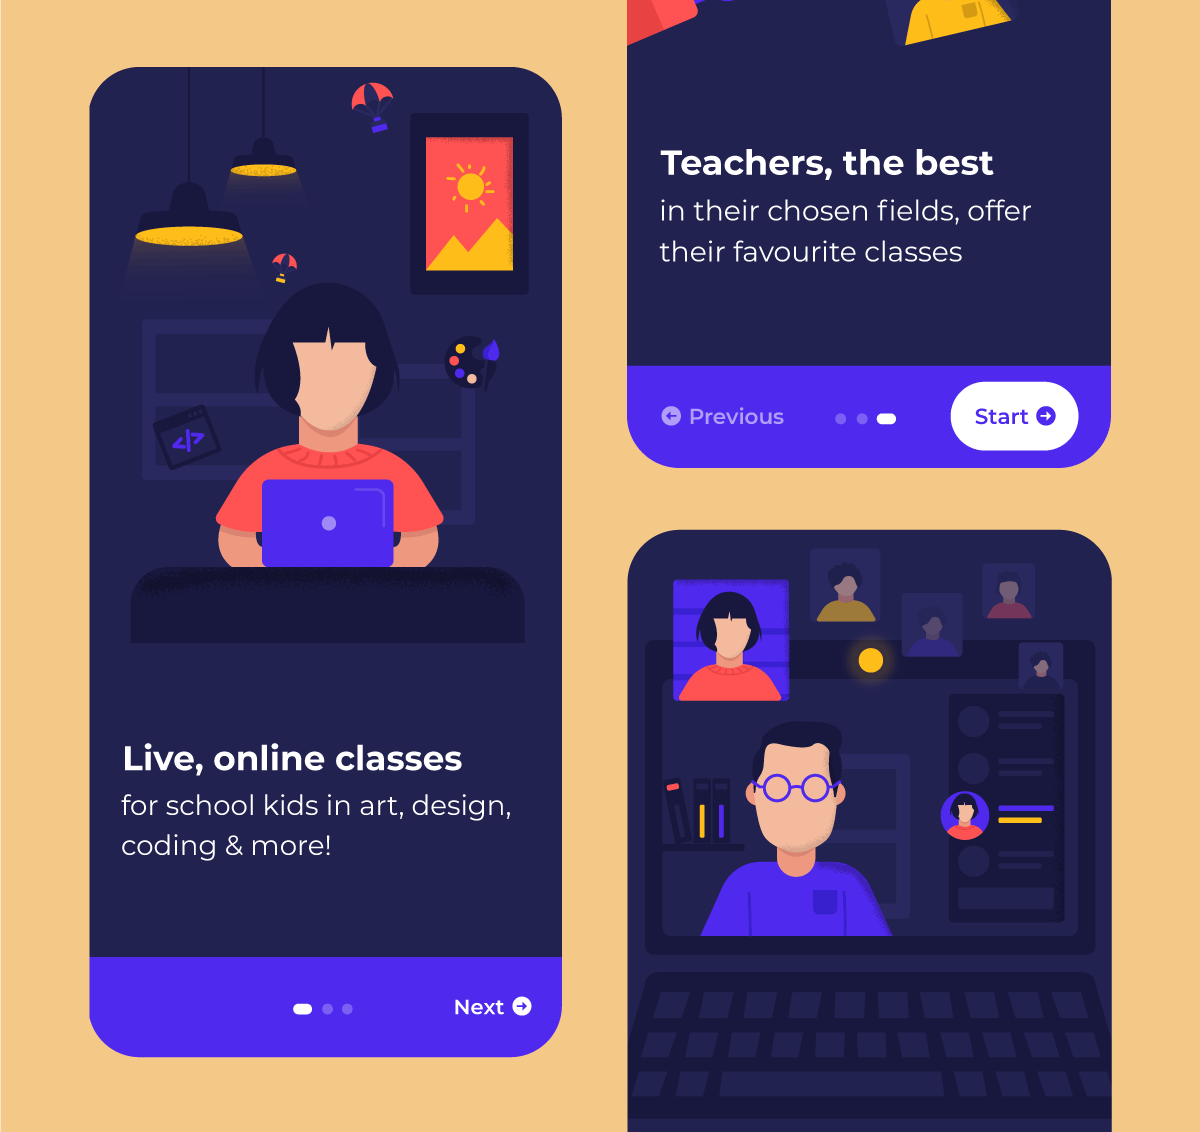 Live, online classes
for school kids in art, design,
coding & more!
Next
Teachers, the best
in their chosen fields, offer
their favourite classes
Previous
Start
</>